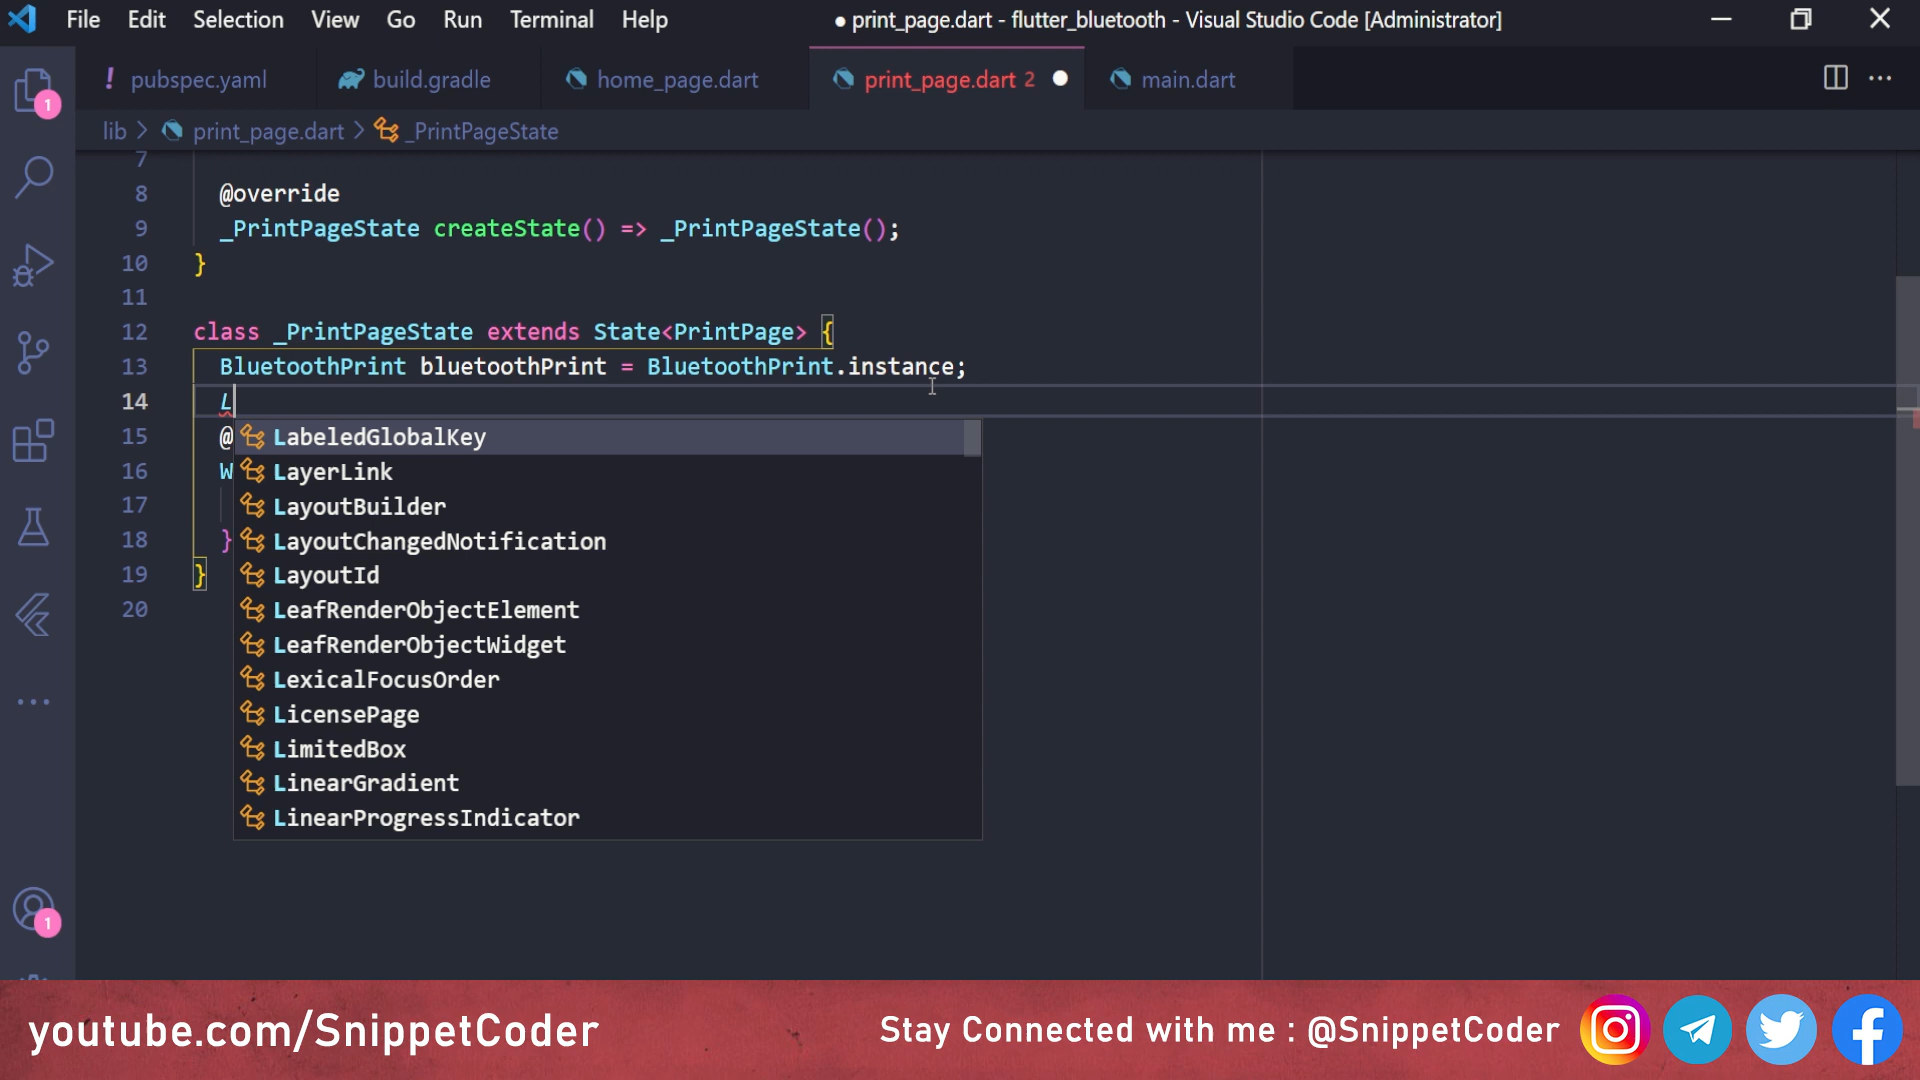 File Edit Selection View Go Run Terminal Help ● print_page.dart - flutter_bluetooth - Visual Studio Code [Administrator]
! pubspec.yaml build.gradle home_page.dart print_page.dart 2 main.dart
lib > print_page.dart > _PrintPageState
7
8 @override
9 _PrintPageState createState() => _PrintPageState();
10 }
11
12 class _PrintPageState extends State<PrintPage> {
13 BluetoothPrint bluetoothPrint = BluetoothPrint.instance;
14 L
15 @ LabeledGlobalKey
16 W LayerLink
17 LayoutBuilder
18 } LayoutChangedNotification
19 } LayoutId
20 LeafRenderObjectElement
LeafRenderObjectWidget
LexicalFocusOrder
LicensePage
LimitedBox
LinearGradient
LinearProgressIndicator
1
1
youtube.com/SnippetCoder
Stay Connected with me : @SnippetCoder